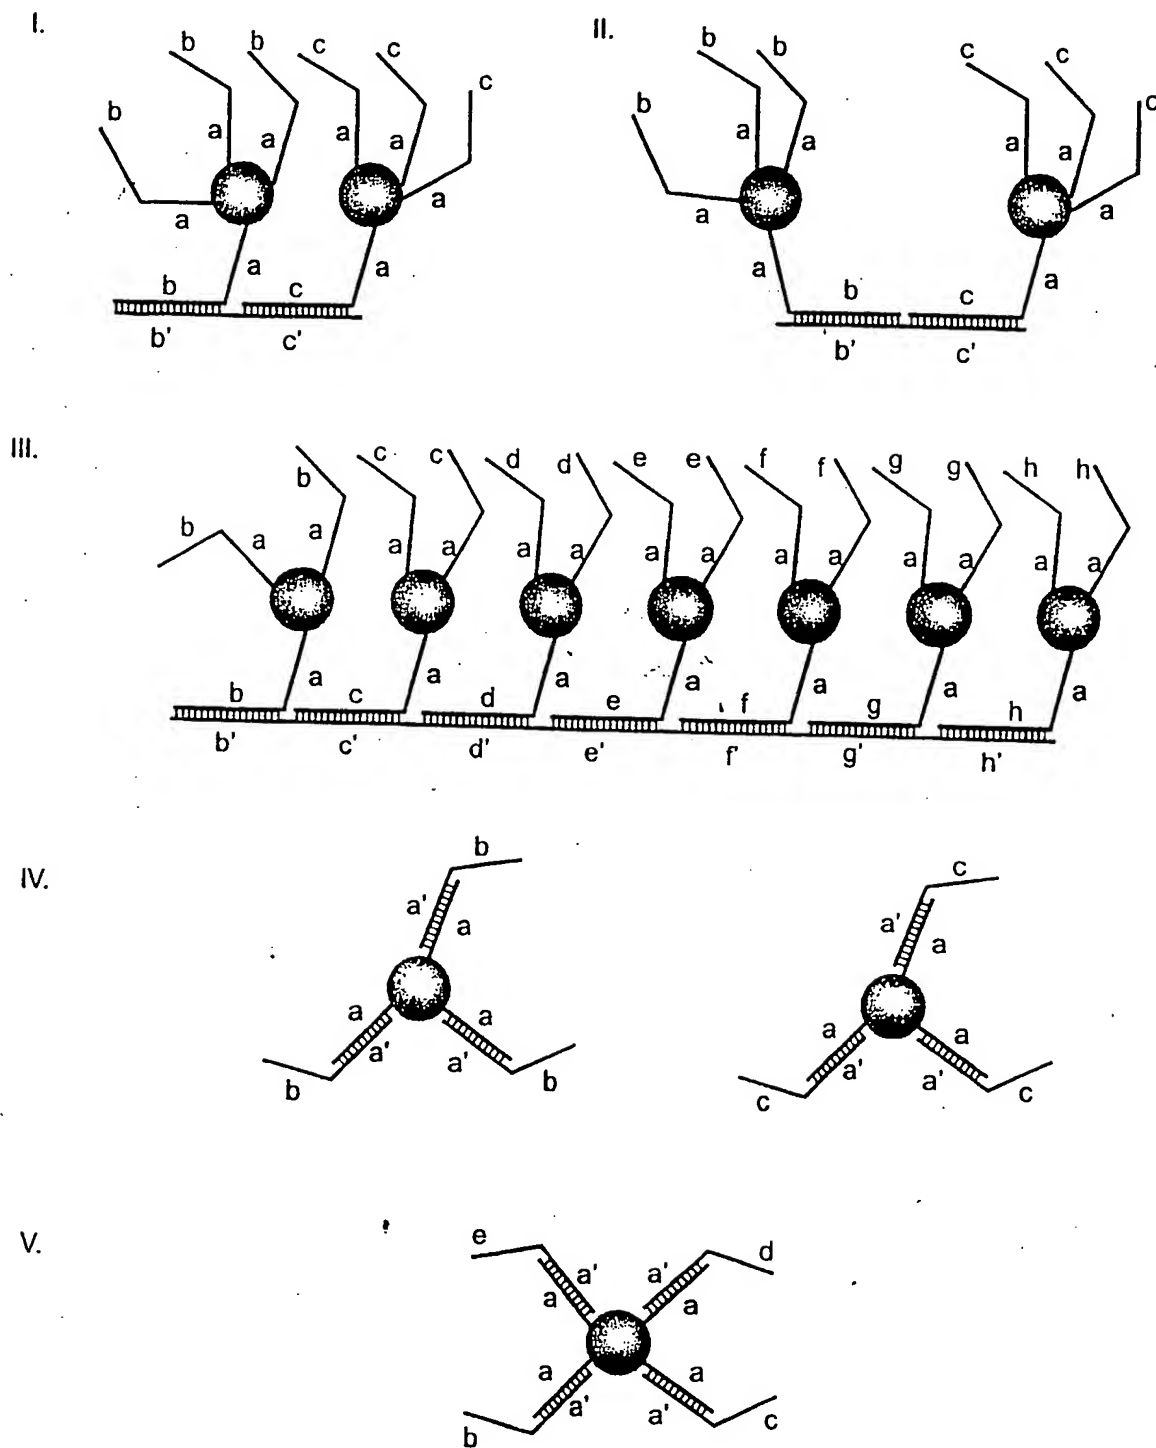 I.
b b c c c
b
a a a a a
a
a a
b c
b' c'
II.
b b c c c
b
a a a a a
a
a a
b c
b' c'
III.
b b c c d d e e f f g g h h
a a a a a a a a a a a a a a
a a a a a a a
b c d e f g h
b' c' d' e' f' g' h'
IV.
b c
a' a a' a
a a a a
a' a' a' a'
b b c c
V.
e d
a' a'
a a
a a
a' a'
b c